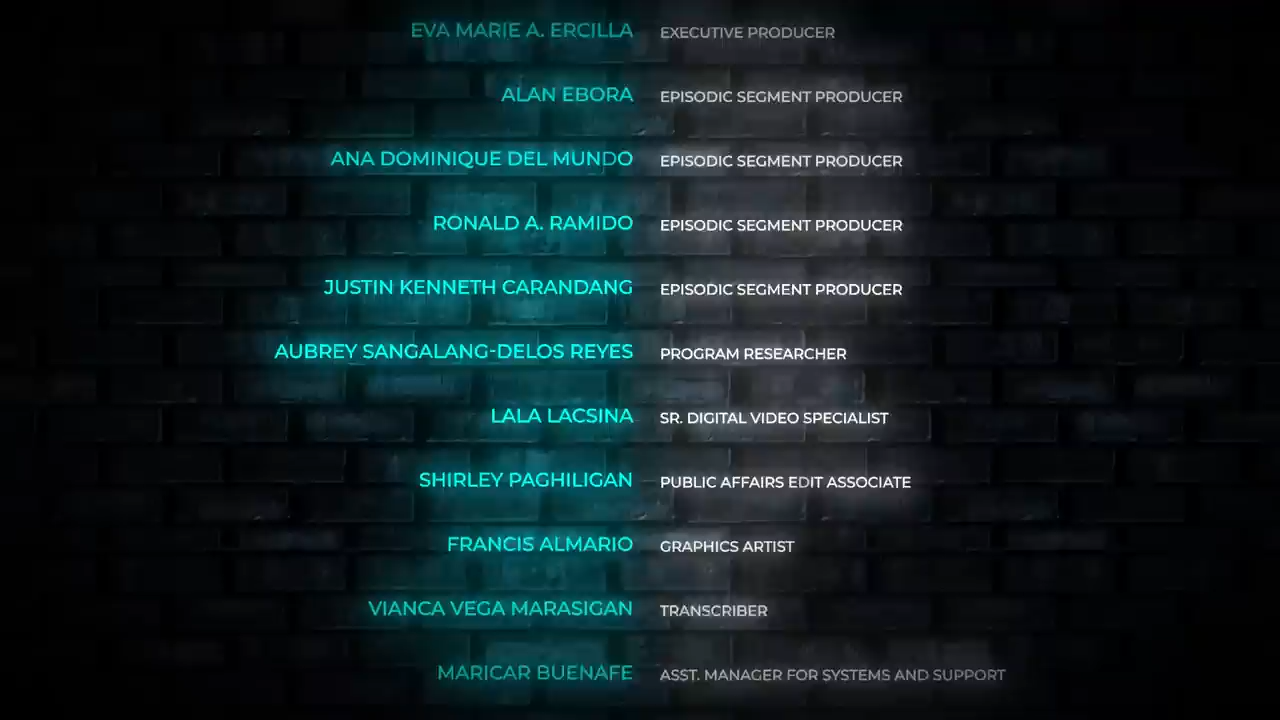 EVA MARIE A. ERCILLA EXECUTIVE PRODUCER
ALAN EBORA EPISODIC SEGMENT PRODUCER
ANA DOMINIQUE DEL MUNDO EPISODIC SEGMENT PRODUCER
RONALD A. RAMIDO EPISODIC SEGMENT PRODUCER
JUSTIN KENNETH CARANDANG EPISODIC SEGMENT PRODUCER
AUBREY SANGALANG-DELOS REYES PROGRAM RESEARCHER
LALA LACSINA SR. DIGITAL VIDEO SPECIALIST
SHIRLEY PAGHILIGAN PUBLIC AFFAIRS EDIT ASSOCIATE
FRANCIS ALMARIO GRAPHICS ARTIST
VIANCA VEGA MARASIGAN TRANSCRIBER
MARICAR BUENAFE ASST. MANAGER FOR SYSTEMS AND SUPPORT